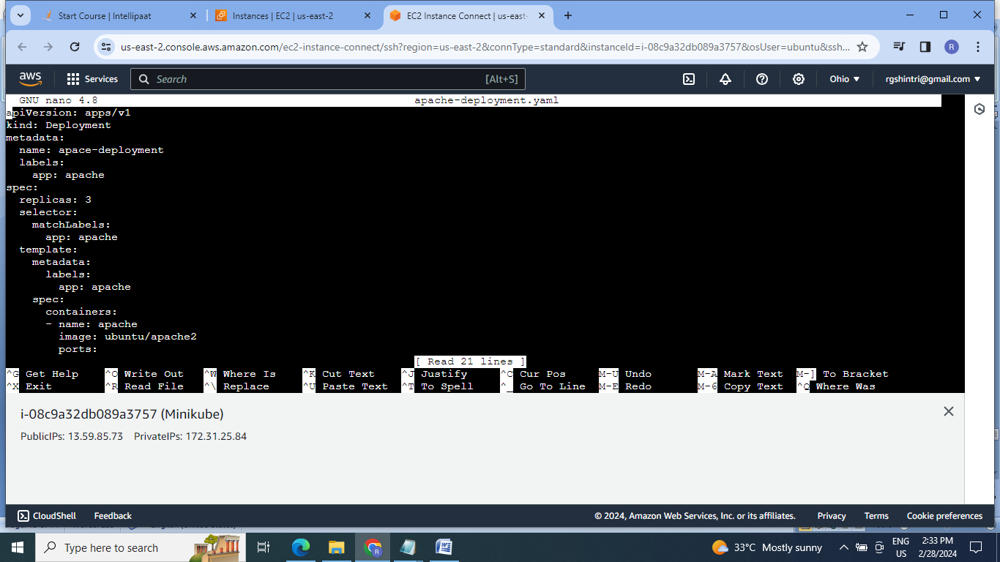 Start Course | Intellipaat
Instances | EC2 | us-east-2
EC2 Instance Connect | us-east-
us-east-2.console.aws.amazon.com/ec2-instance-connect/ssh?region=us-east-2&connType=standard&instanceId=i-08c9a32db089a3757&osUser=ubuntu&ssh...
R
aws
Services
Search
[Alt+S]
Ohio
rgshintri@gmail.com
GNU nano 4.8 apache-deployment.yaml
apiVersion: apps/v1
kind: Deployment
metadata:
  name: apace-deployment
  labels:
    app: apache
spec:
  replicas: 3
  selector:
    matchLabels:
      app: apache
  template:
    metadata:
      labels:
        app: apache
    spec:
      containers:
      - name: apache
        image: ubuntu/apache2
        ports:
[ Read 21 lines ]
^G Get Help ^O Write Out ^W Where Is ^K Cut Text ^J Justify ^C Cur Pos M-U Undo M-A Mark Text M-] To Bracket
^X Exit ^R Read File ^\ Replace ^U Paste Text ^T To Spell ^_ Go To Line M-E Redo M-6 Copy Text ^Q Where Was
i-08c9a32db089a3757 (Minikube)
PublicIPs: 13.59.85.73 PrivateIPs: 172.31.25.84
CloudShell Feedback © 2024, Amazon Web Services, Inc. or its affiliates. Privacy Terms Cookie preferences
Type here to search
33°C Mostly sunny
ENG
US
2:33 PM
2/28/2024